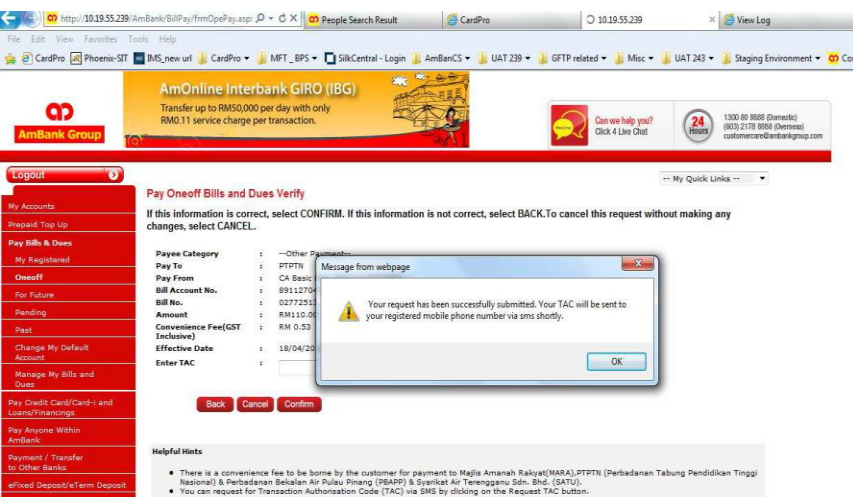 http://10.19.55.239/AmBank/BillPay/frmOpePay.asp:
People Search Result
CardPro
10.19.55.239
View Log
File Edit View Favorites Tools Help
CardPro Phoenix-SIT IMS_new url CardPro MFT_BPS SilkCentral - Login AmBanCS UAT 239 GFTP related Misc UAT 243 Staging Environment
AmBank Group
AmOnline Interbank GIRO (IBG)
Transfer up to RM50,000 per day with only
RM0.11 service charge per transaction.
Can we help you?
Click 4 Live Chat
24
Hours
1300 80 8888 (Domestic)
(603) 2178 8888 (Overseas)
customercare@ambankgroup.com
Logout
-- My Quick Links --
My Accounts
Prepaid Top Up
Pay Bills & Dues
My Registered
Oneoff
For Future
Pending
Past
Change My Default
Account
Manage My Bills and
Dues
Pay Credit Card/Card-i and
Loans/Financings
Pay Anyone Within
AmBank
Payment / Transfer
to Other Banks
eFixed Deposit/eTerm Deposit
Pay Oneoff Bills and Dues Verify
If this information is correct, select CONFIRM. If this information is not correct, select BACK.To cancel this request without making any
changes, select CANCEL.
Payee Category : --Other Payment--
Pay To : PTPTN
Pay From : CA Basic
Bill Account No. : 89112704
Bill No. : 02772513
Amount : RM110.00
Convenience Fee(GST : RM 0.53
Inclusive)
Effective Date : 18/04/20
Enter TAC :
Message from webpage
Your request has been successfully submitted. Your TAC will be sent to
your registered mobile phone number via sms shortly.
OK
Back Cancel Confirm
Helpful Hints
• There is a convenience fee to be borne by the customer for payment to Majlis Amanah Rakyat(MARA),PTPTN (Perbadanan Tabung Pendidikan Tinggi
Nasional) & Perbadanan Bekalan Air Pulau Pinang (PBAPP) & Syarikat Air Terengganu Sdn. Bhd. (SATU).
• You can request for Transaction Authorisation Code (TAC) via SMS by clicking on the Request TAC button.